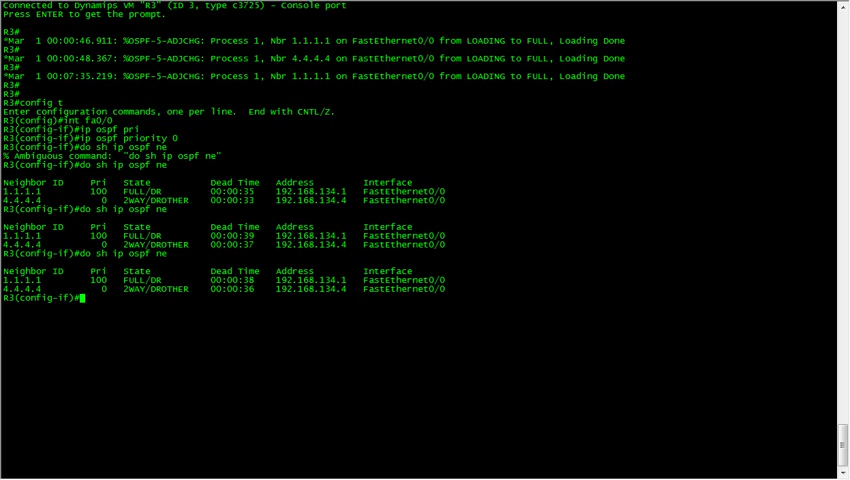 Connected to Dynamips VM "R3" (ID 3, type c3725) - Console port
Press ENTER to get the prompt.
R3#
*Mar  1 00:00:46.911: %OSPF-5-ADJCHG: Process 1, Nbr 1.1.1.1 on FastEthernet0/0 from LOADING to FULL, Loading Done
R3#
*Mar  1 00:00:48.367: %OSPF-5-ADJCHG: Process 1, Nbr 4.4.4.4 on FastEthernet0/0 from LOADING to FULL, Loading Done
R3#
*Mar  1 00:07:35.219: %OSPF-5-ADJCHG: Process 1, Nbr 1.1.1.1 on FastEthernet0/0 from LOADING to FULL, Loading Done
R3#
R3#
R3#config t
Enter configuration commands, one per line.  End with CNTL/Z.
R3(config)#int fa0/0
R3(config-if)#ip ospf pri
R3(config-if)#ip ospf priority 0
R3(config-if)#do sh ip ospf ne
% Ambiguous command:  "do sh ip ospf ne"
R3(config-if)#do sh ip ospf ne
Neighbor ID     Pri   State           Dead Time   Address         Interface
1.1.1.1         100   FULL/DR         00:00:35    192.168.134.1   FastEthernet0/0
4.4.4.4           0   2WAY/DROTHER    00:00:33    192.168.134.4   FastEthernet0/0
R3(config-if)#do sh ip ospf ne
Neighbor ID     Pri   State           Dead Time   Address         Interface
1.1.1.1         100   FULL/DR         00:00:39    192.168.134.1   FastEthernet0/0
4.4.4.4           0   2WAY/DROTHER    00:00:37    192.168.134.4   FastEthernet0/0
R3(config-if)#do sh ip ospf ne
Neighbor ID     Pri   State           Dead Time   Address         Interface
1.1.1.1         100   FULL/DR         00:00:38    192.168.134.1   FastEthernet0/0
4.4.4.4           0   2WAY/DROTHER    00:00:36    192.168.134.4   FastEthernet0/0
R3(config-if)#